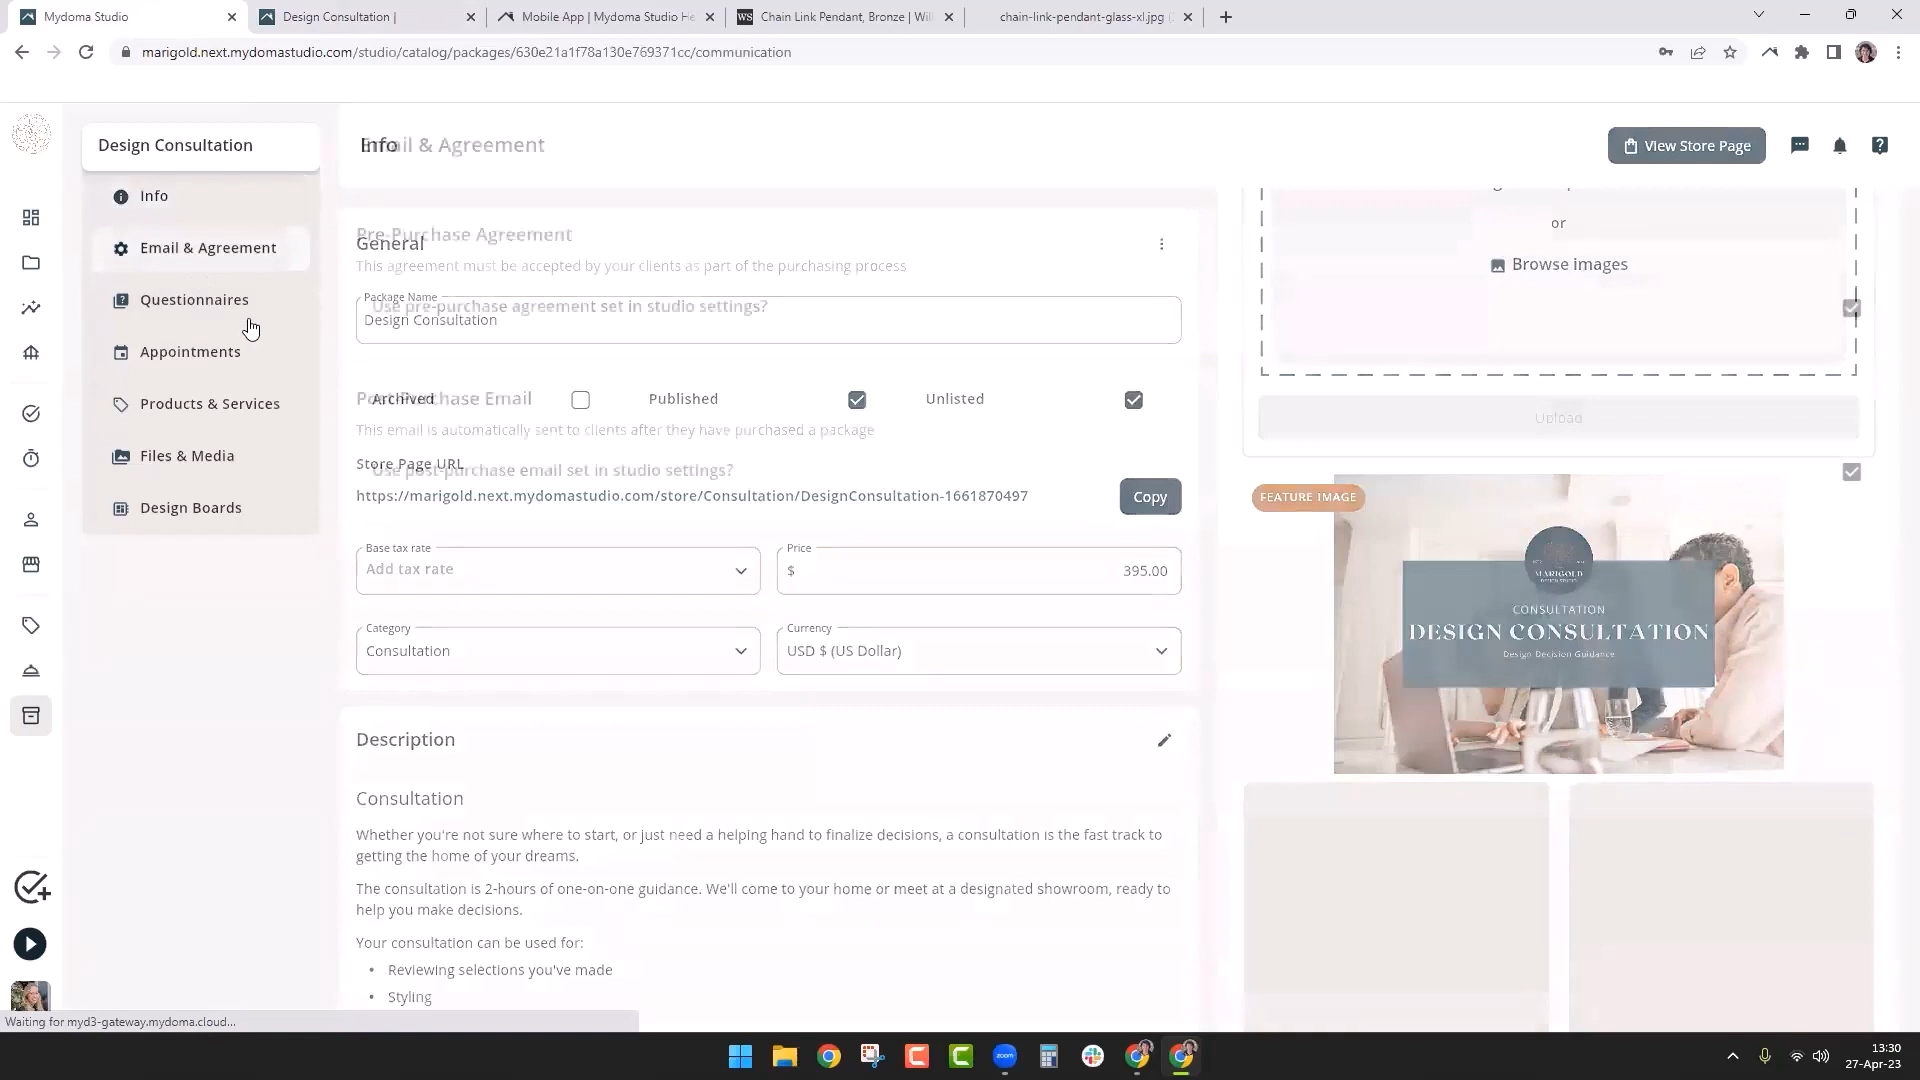 Mydoma Studio
Design Consultation |
Mobile App | Mydoma Studio He
Chain Link Pendant, Bronze | Wil
chain-link-pendant-glass-xl.jpg (
marigold.next.mydomastudio.com/studio/catalog/packages/630e21a1f78a130e769371cc/communication
Design Consultation
Info
Email & Agreement
View Store Page
Info
Email & Agreement
Questionnaires
Appointments
Products & Services
Files & Media
Design Boards
Pre-Purchase Agreement
General
This agreement must be accepted by your clients as part of the purchasing process
Package Name
Use pre-purchase agreement set in studio settings?
Design Consultation
Post-Purchase Email
Archived
Published
Unlisted
This email is automatically sent to clients after they have purchased a package
Store Page URL
Use post-purchase email set in studio settings?
https://marigold.next.mydomastudio.com/store/Consultation/DesignConsultation-1661870497
Copy
Base tax rate
Add tax rate
Price
$
395.00
Category
Consultation
Currency
USD $ (US Dollar)
Description
Consultation
Whether you're not sure where to start, or just need a helping hand to finalize decisions, a consultation is the fast track to
getting the home of your dreams.
The consultation is 2-hours of one-on-one guidance. We'll come to your home or meet at a designated showroom, ready to
help you make decisions.
Your consultation can be used for:
• Reviewing selections you've made
• Styling
or
Browse images
Upload
FEATURE IMAGE
MARIGOLD
DESIGN STUDIO
CONSULTATION
DESIGN CONSULTATION
Design Decision Guidance
Waiting for myd3-gateway.mydoma.cloud...
zoom
13:30
27-Apr-23